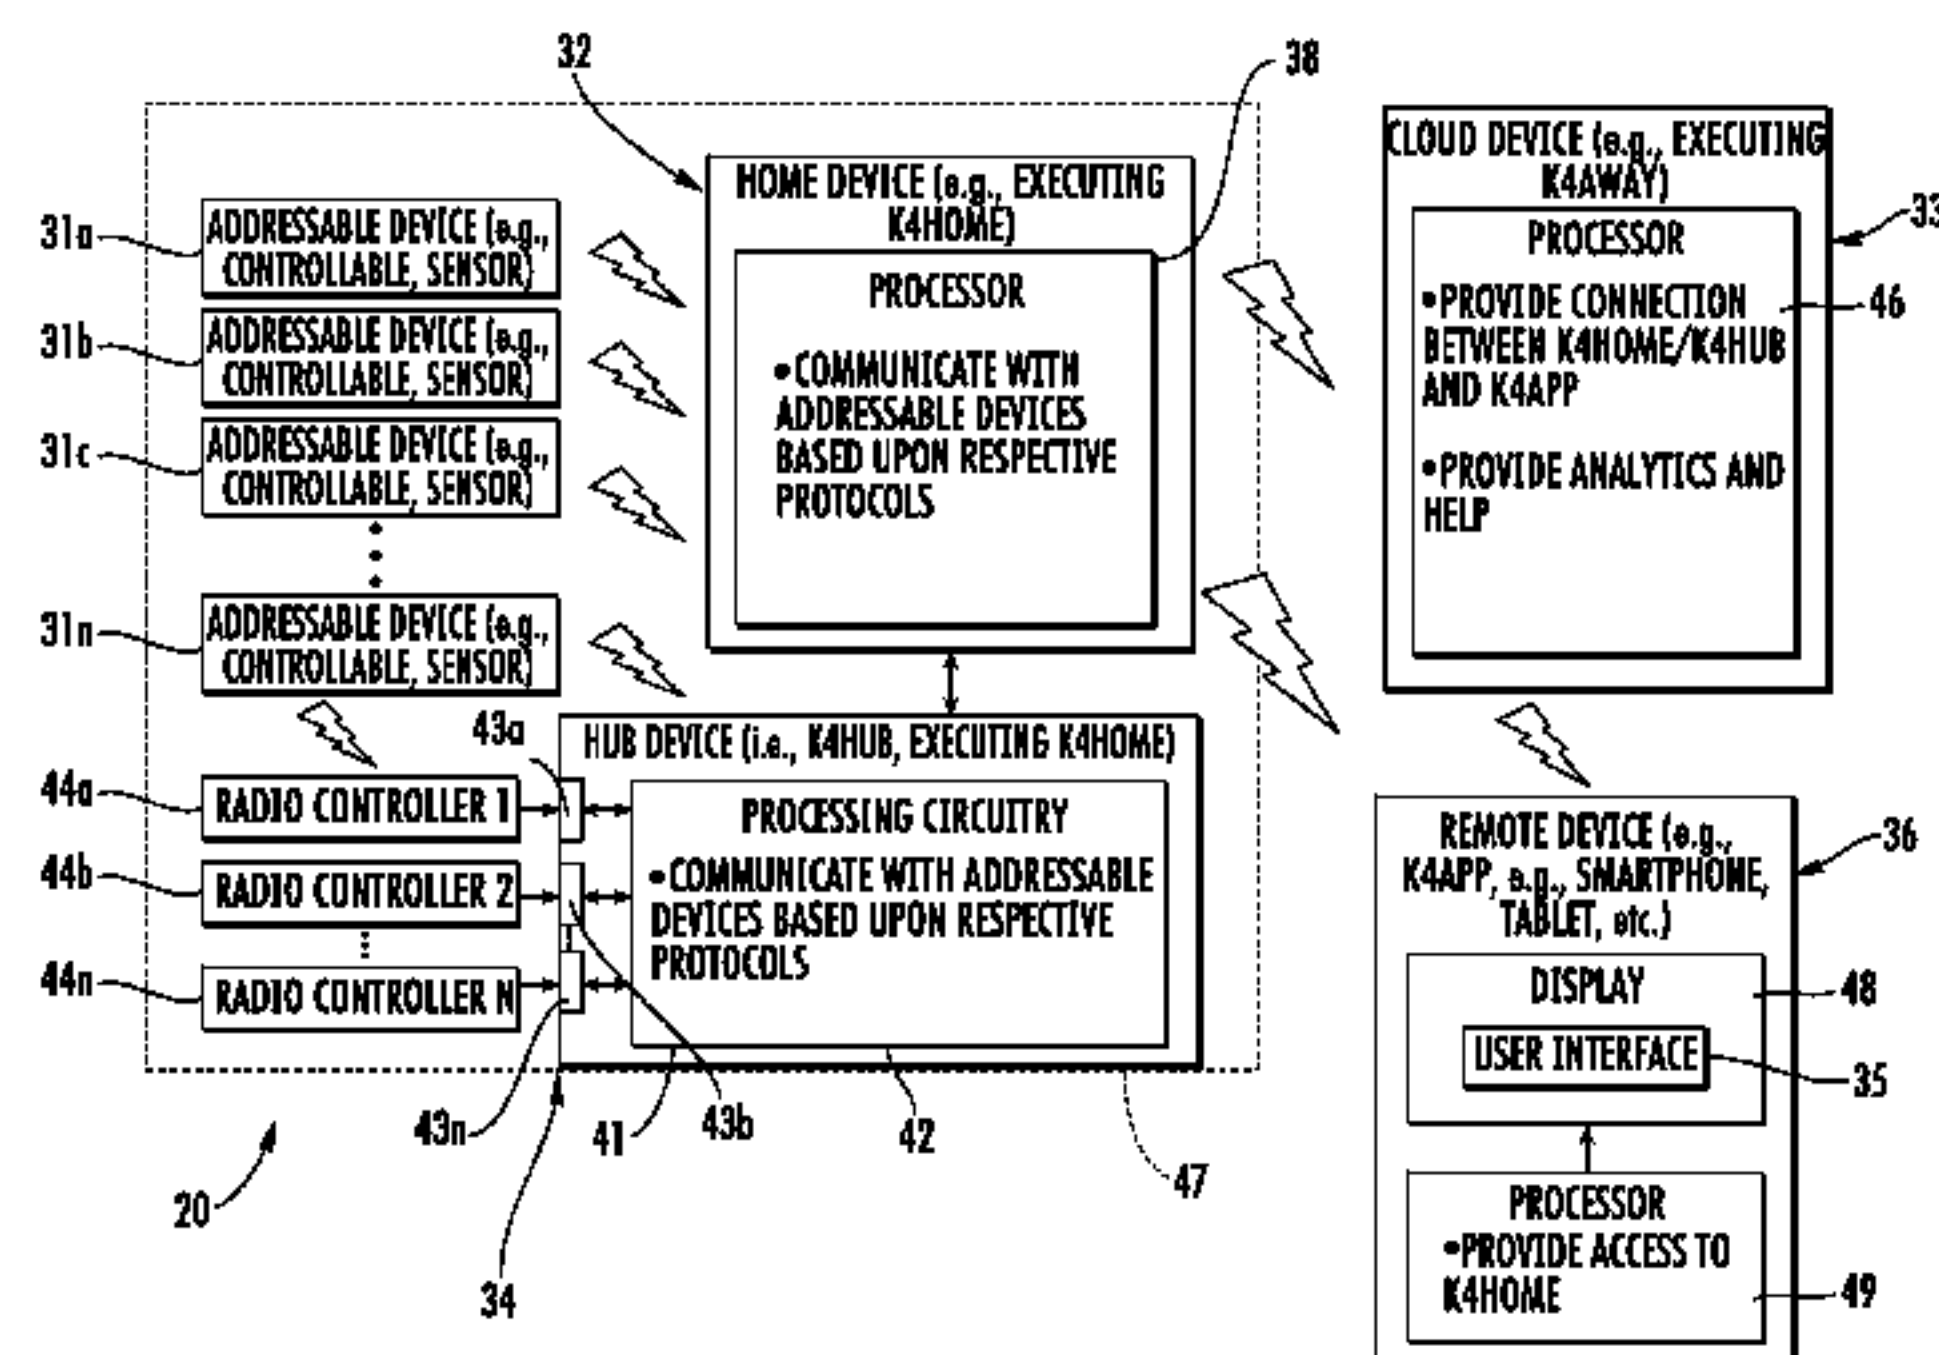 32
38
HOME DEVICE (e.g., EXECUTING
K4HOME)
PROCESSOR
•COMMUNICATE WITH
ADDRESSABLE DEVICES
BASED UPON RESPECTIVE
PROTOCOLS
CLOUD DEVICE (e.g., EXECUTING
K4AWAY)
33
PROCESSOR
•PROVIDE CONNECTION
BETWEEN K4HOME/K4HUB
AND K4APP
•PROVIDE ANALYTICS AND
HELP
46
31a
ADDRESSABLE DEVICE (e.g.,
CONTROLLABLE, SENSOR)
31b
ADDRESSABLE DEVICE (e.g.,
CONTROLLABLE, SENSOR)
31c
ADDRESSABLE DEVICE (e.g.,
CONTROLLABLE, SENSOR)
31n
ADDRESSABLE DEVICE (e.g.,
CONTROLLABLE, SENSOR)
43a
HUB DEVICE (i.e., K4HUB, EXECUTING K4HOME)
44a
RADIO CONTROLLER 1
44b
RADIO CONTROLLER 2
44n
RADIO CONTROLLER N
PROCESSING CIRCUITRY
•COMMUNICATE WITH ADDRESSABLE
DEVICES BASED UPON RESPECTIVE
PROTOCOLS
REMOTE DEVICE (e.g.,
K4APP, e.g., SMARTPHONE,
TABLET, etc.)
36
DISPLAY
48
USER INTERFACE
35
PROCESSOR
•PROVIDE ACCESS TO
K4HOME
49
43n
41
43b
42
47
20
34